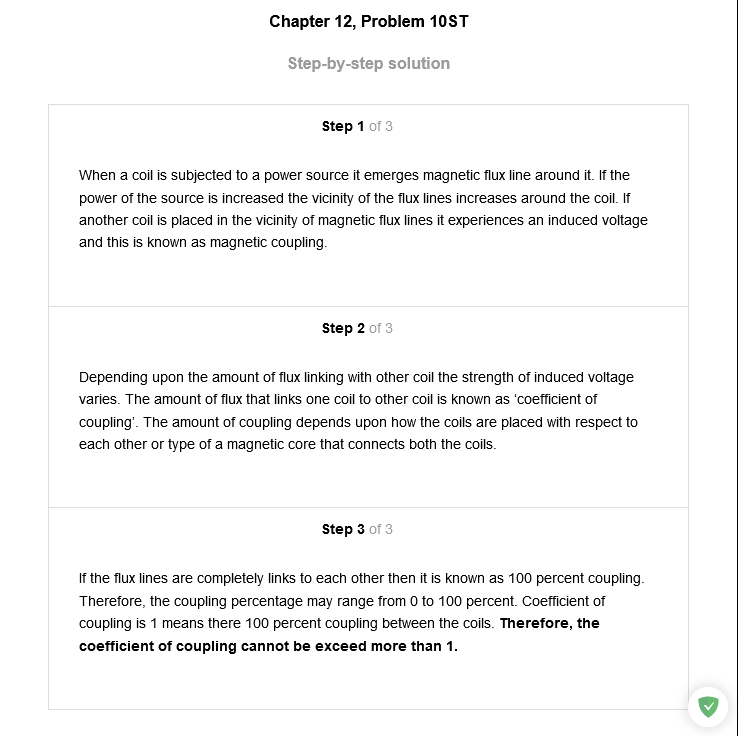 Chapter 12, Problem 10ST
Step-by-step solution
Step 1 of 3
When a coil is subjected to a power source it emerges magnetic flux line around it. If the
power of the source is increased the vicinity of the flux lines increases around the coil. If
another coil is placed in the vicinity of magnetic flux lines it experiences an induced voltage
and this is known as magnetic coupling.
Step 2 of 3
Depending upon the amount of flux linking with other coil the strength of induced voltage
varies. The amount of flux that links one coil to other coil is known as ‘coefficient of
coupling’. The amount of coupling depends upon how the coils are placed with respect to
each other or type of a magnetic core that connects both the coils.
Step 3 of 3
If the flux lines are completely links to each other then it is known as 100 percent coupling.
Therefore, the coupling percentage may range from 0 to 100 percent. Coefficient of
coupling is 1 means there 100 percent coupling between the coils. Therefore, the
coefficient of coupling cannot be exceed more than 1.